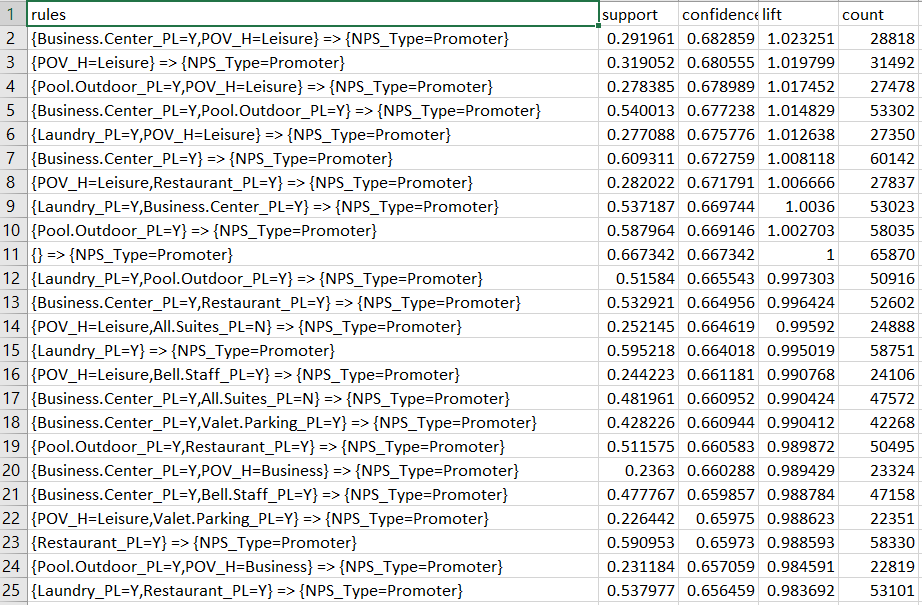 1 rules support confidence lift count
2 {Business.Center_PL=Y,POV_H=Leisure} => {NPS_Type=Promoter} 0.291961 0.682859 1.023251 28818
3 {POV_H=Leisure} => {NPS_Type=Promoter} 0.319052 0.680555 1.019799 31492
4 {Pool.Outdoor_PL=Y,POV_H=Leisure} => {NPS_Type=Promoter} 0.278385 0.678989 1.017452 27478
5 {Business.Center_PL=Y,Pool.Outdoor_PL=Y} => {NPS_Type=Promoter} 0.540013 0.677238 1.014829 53302
6 {Laundry_PL=Y,POV_H=Leisure} => {NPS_Type=Promoter} 0.277088 0.675776 1.012638 27350
7 {Business.Center_PL=Y} => {NPS_Type=Promoter} 0.609311 0.672759 1.008118 60142
8 {POV_H=Leisure,Restaurant_PL=Y} => {NPS_Type=Promoter} 0.282022 0.671791 1.006666 27837
9 {Laundry_PL=Y,Business.Center_PL=Y} => {NPS_Type=Promoter} 0.537187 0.669744 1.0036 53023
10 {Pool.Outdoor_PL=Y} => {NPS_Type=Promoter} 0.587964 0.669146 1.002703 58035
11 {} => {NPS_Type=Promoter} 0.667342 0.667342 1 65870
12 {Laundry_PL=Y,Pool.Outdoor_PL=Y} => {NPS_Type=Promoter} 0.51584 0.665543 0.997303 50916
13 {Business.Center_PL=Y,Restaurant_PL=Y} => {NPS_Type=Promoter} 0.532921 0.664956 0.996424 52602
14 {POV_H=Leisure,All.Suites_PL=N} => {NPS_Type=Promoter} 0.252145 0.664619 0.99592 24888
15 {Laundry_PL=Y} => {NPS_Type=Promoter} 0.595218 0.664018 0.995019 58751
16 {POV_H=Leisure,Bell.Staff_PL=Y} => {NPS_Type=Promoter} 0.244223 0.661181 0.990768 24106
17 {Business.Center_PL=Y,All.Suites_PL=N} => {NPS_Type=Promoter} 0.481961 0.660952 0.990424 47572
18 {Business.Center_PL=Y,Valet.Parking_PL=Y} => {NPS_Type=Promoter} 0.428226 0.660944 0.990412 42268
19 {Pool.Outdoor_PL=Y,Restaurant_PL=Y} => {NPS_Type=Promoter} 0.511575 0.660583 0.989872 50495
20 {Business.Center_PL=Y,POV_H=Business} => {NPS_Type=Promoter} 0.2363 0.660288 0.989429 23324
21 {Business.Center_PL=Y,Bell.Staff_PL=Y} => {NPS_Type=Promoter} 0.477767 0.659857 0.988784 47158
22 {POV_H=Leisure,Valet.Parking_PL=Y} => {NPS_Type=Promoter} 0.226442 0.65975 0.988623 22351
23 {Restaurant_PL=Y} => {NPS_Type=Promoter} 0.590953 0.65973 0.988593 58330
24 {Pool.Outdoor_PL=Y,POV_H=Business} => {NPS_Type=Promoter} 0.231184 0.657059 0.984591 22819
25 {Laundry_PL=Y,Restaurant_PL=Y} => {NPS_Type=Promoter} 0.537977 0.656459 0.983692 53101